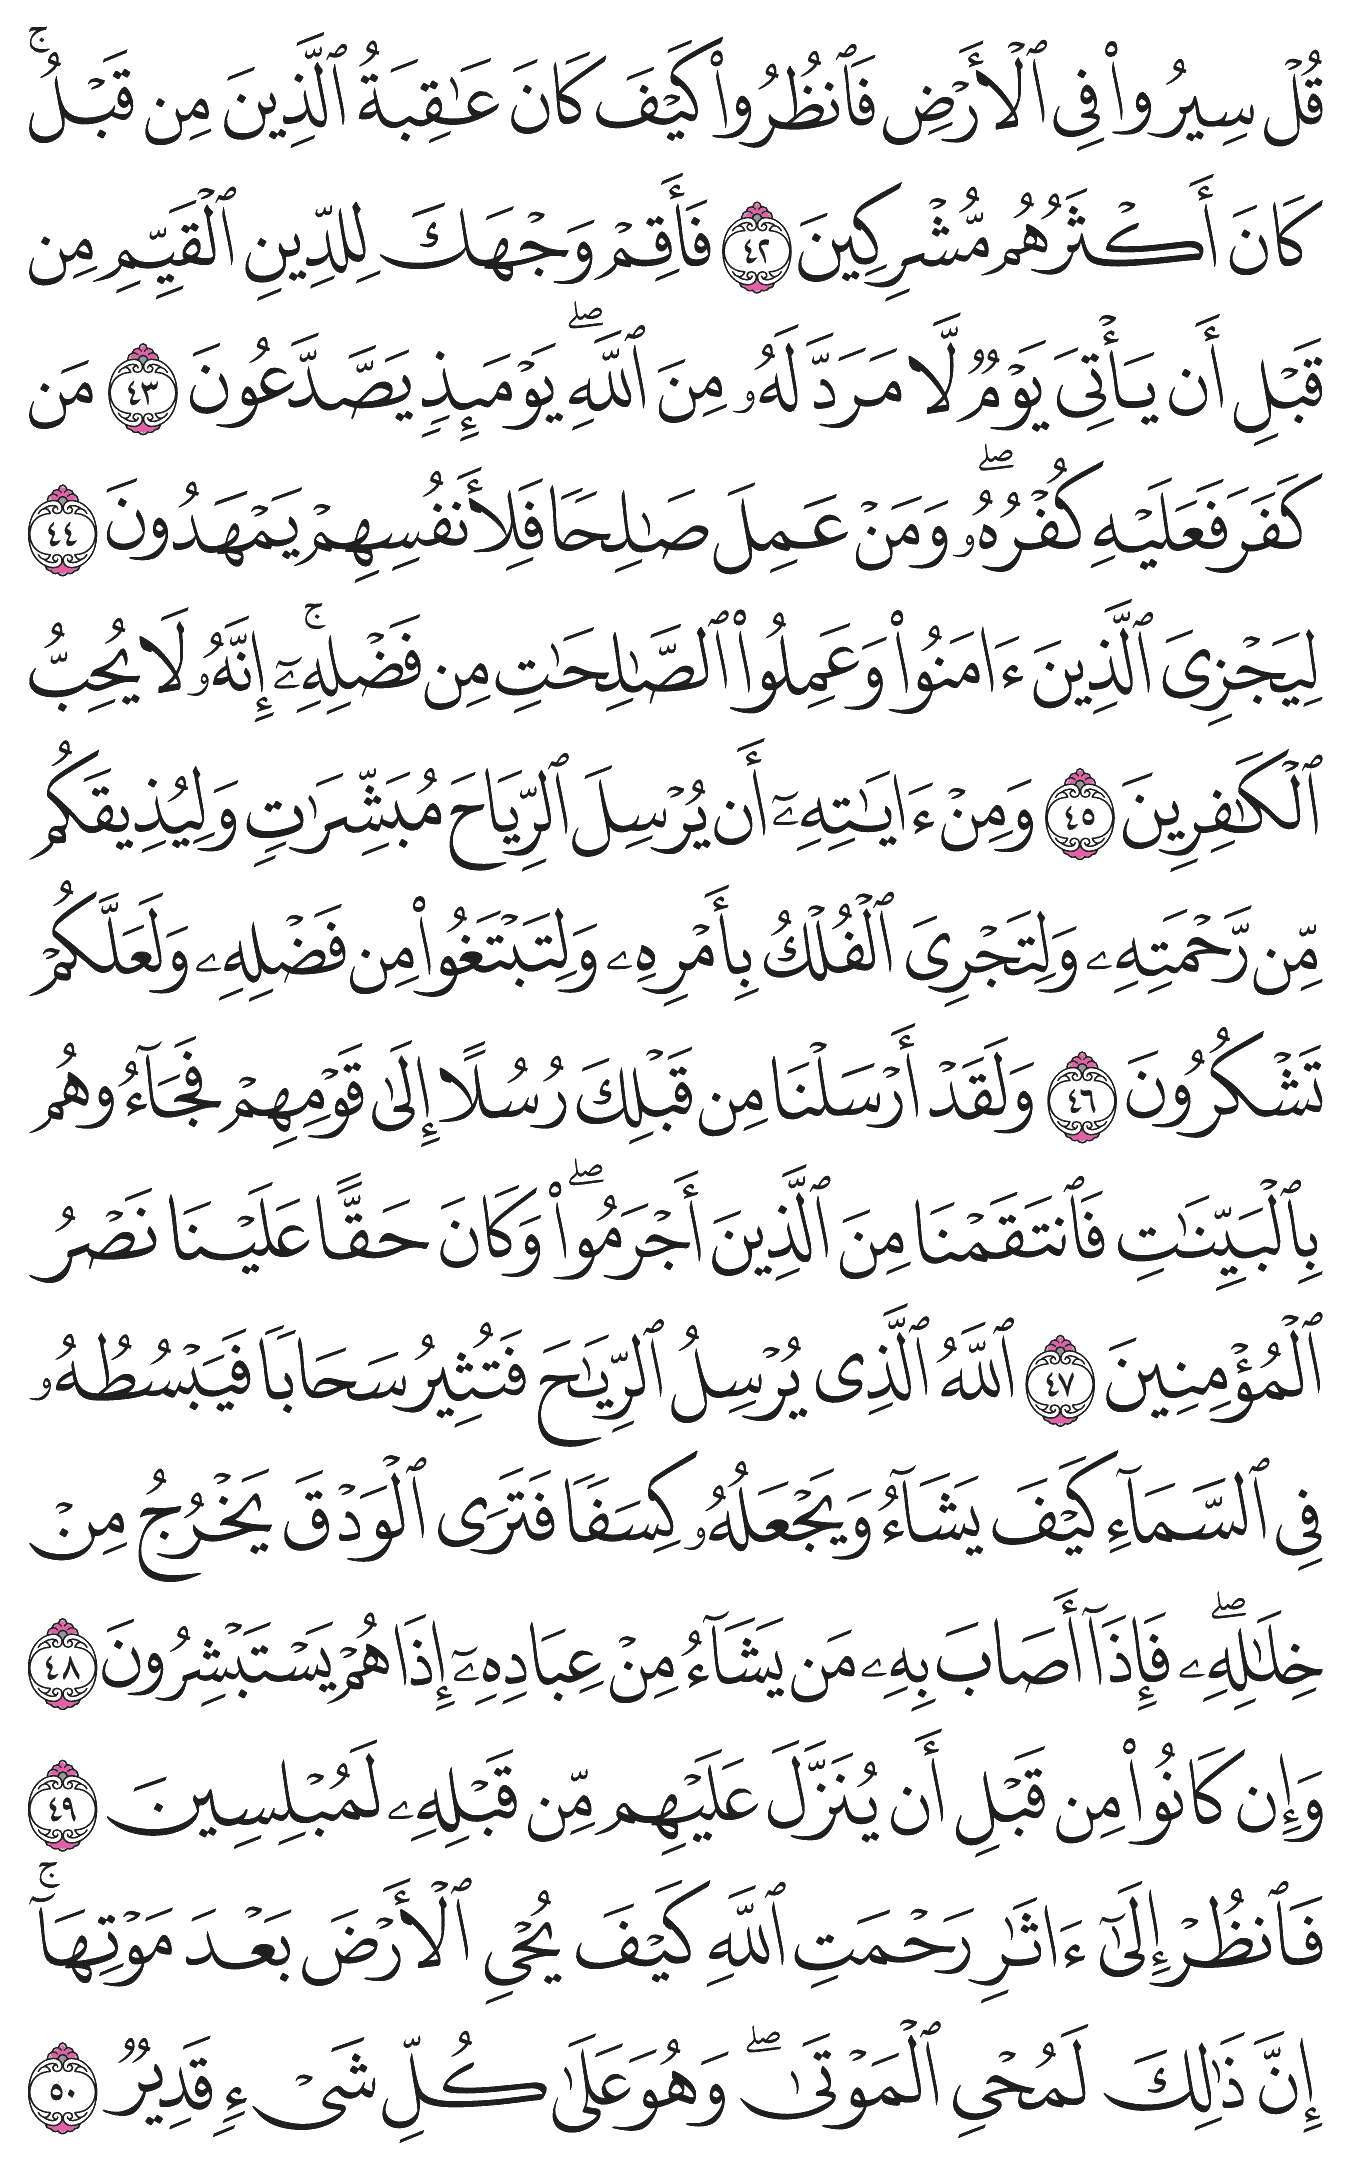 قُلۡ سِيرُواْ فِي ٱلۡأَرۡضِ فَٱنظُرُواْ كَيۡفَ كَانَ عَٰقِبَةُ ٱلَّذِينَ مِن قَبۡلُۚ
كَانَ أَكۡثَرُهُم مُّشۡرِكِينَ ٤٢ فَأَقِمۡ وَجۡهَكَ لِلدِّينِ ٱلۡقَيِّمِ مِن
قَبۡلِ أَن يَأۡتِيَ يَوۡمٞ لَّا مَرَدَّ لَهُۥ مِنَ ٱللَّهِۖ يَوۡمَئِذٖ يَصَّدَّعُونَ ٤٣ مَن
كَفَرَ فَعَلَيۡهِ كُفۡرُهُۥۖ وَمَنۡ عَمِلَ صَٰلِحٗا فَلِأَنفُسِهِمۡ يَمۡهَدُونَ ٤٤
لِيَجۡزِيَ ٱلَّذِينَ ءَامَنُواْ وَعَمِلُواْ ٱلصَّٰلِحَٰتِ مِن فَضۡلِهِۦٓۚ إِنَّهُۥ لَا يُحِبُّ
ٱلۡكَٰفِرِينَ ٤٥ وَمِنۡ ءَايَٰتِهِۦٓ أَن يُرۡسِلَ ٱلرِّيَاحَ مُبَشِّرَٰتٖ وَلِيُذِيقَكُم
مِّن رَّحۡمَتِهِۦ وَلِتَجۡرِيَ ٱلۡفُلۡكُ بِأَمۡرِهِۦ وَلِتَبۡتَغُواْ مِن فَضۡلِهِۦ وَلَعَلَّكُمۡ
تَشۡكُرُونَ ٤٦ وَلَقَدۡ أَرۡسَلۡنَا مِن قَبۡلِكَ رُسُلًا إِلَىٰ قَوۡمِهِمۡ فَجَآءُوهُم
بِٱلۡبَيِّنَٰتِ فَٱنتَقَمۡنَا مِنَ ٱلَّذِينَ أَجۡرَمُواْۖ وَكَانَ حَقًّا عَلَيۡنَا نَصۡرُ
ٱلۡمُؤۡمِنِينَ ٤٧ ٱللَّهُ ٱلَّذِي يُرۡسِلُ ٱلرِّيَٰحَ فَتُثِيرُ سَحَابٗا فَيَبۡسُطُهُۥ
فِي ٱلسَّمَآءِ كَيۡفَ يَشَآءُ وَيَجۡعَلُهُۥ كِسَفٗا فَتَرَى ٱلۡوَدۡقَ يَخۡرُجُ مِنۡ
خِلَٰلِهِۦۖ فَإِذَآ أَصَابَ بِهِۦ مَن يَشَآءُ مِنۡ عِبَادِهِۦٓ إِذَا هُمۡ يَسۡتَبۡشِرُونَ ٤٨
وَإِن كَانُواْ مِن قَبۡلِ أَن يُنَزَّلَ عَلَيۡهِم مِّن قَبۡلِهِۦ لَمُبۡلِسِينَ ٤٩
فَٱنظُرۡ إِلَىٰٓ ءَاثَٰرِ رَحۡمَتِ ٱللَّهِ كَيۡفَ يُحۡيِ ٱلۡأَرۡضَ بَعۡدَ مَوۡتِهَآۚ
إِنَّ ذَٰلِكَ لَمُحۡيِ ٱلۡمَوۡتَىٰۖ وَهُوَ عَلَىٰ كُلِّ شَيۡءٖ قَدِيرٞ ٥٠